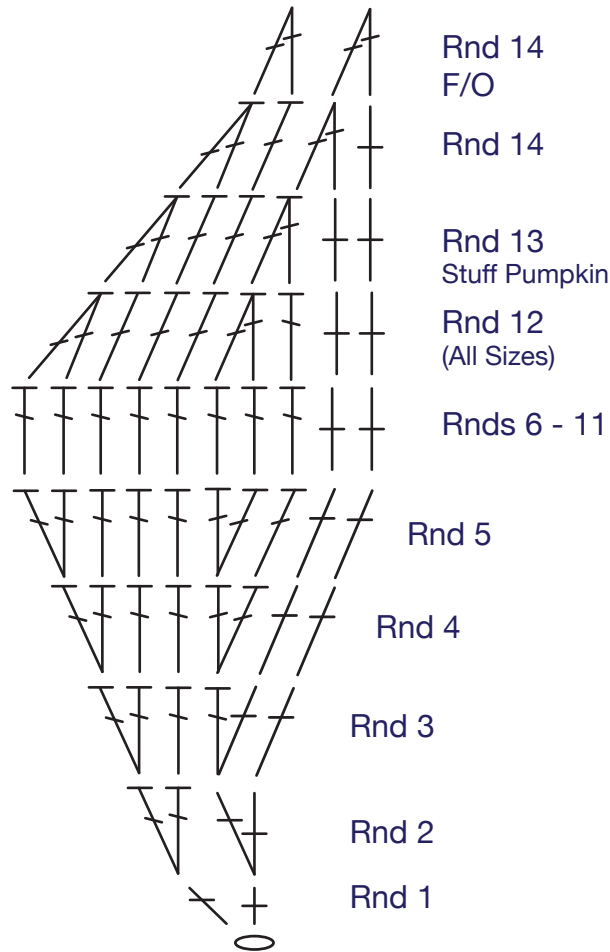 Rnd 14
F/O
Rnd 14
Rnd 13
Stuff Pumpkin
Rnd 12
(All Sizes)
Rnds 6 - 11
Rnd 5
Rnd 4
Rnd 3
Rnd 2
Rnd 1